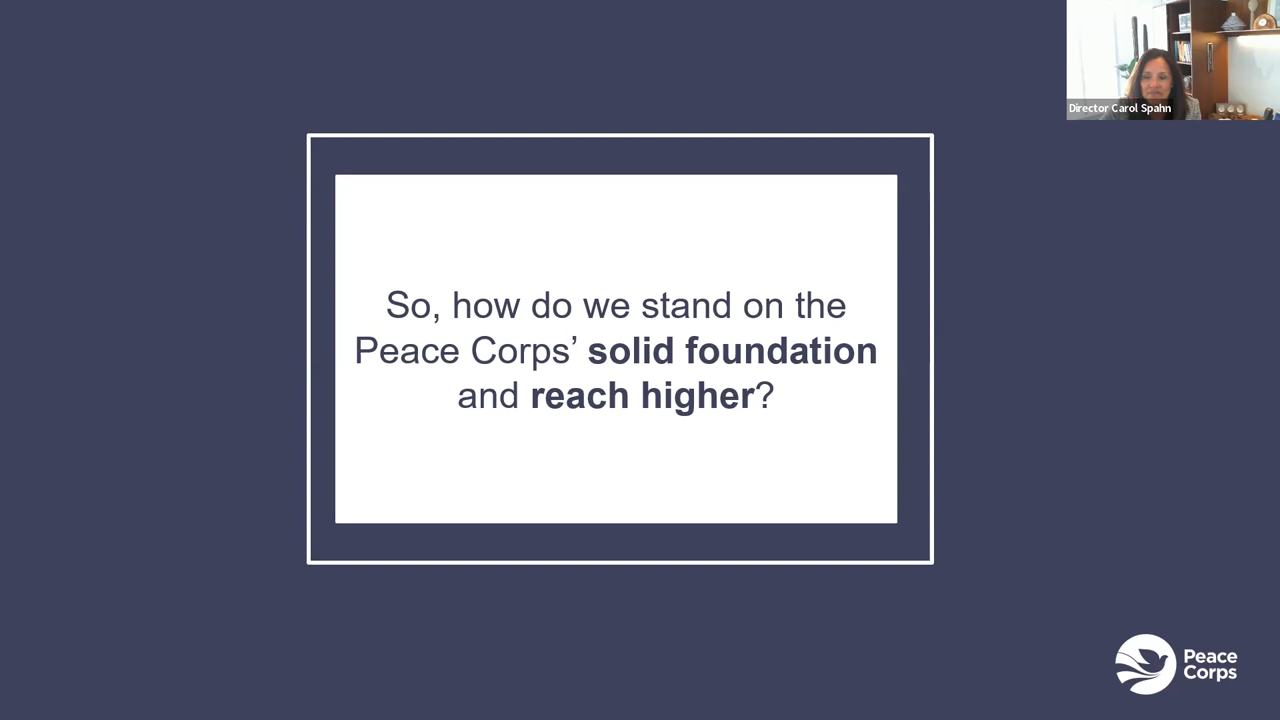 Director Carol Spahn
So, how do we stand on the
Peace Corps’ solid foundation
and reach higher?
Peace
Corps